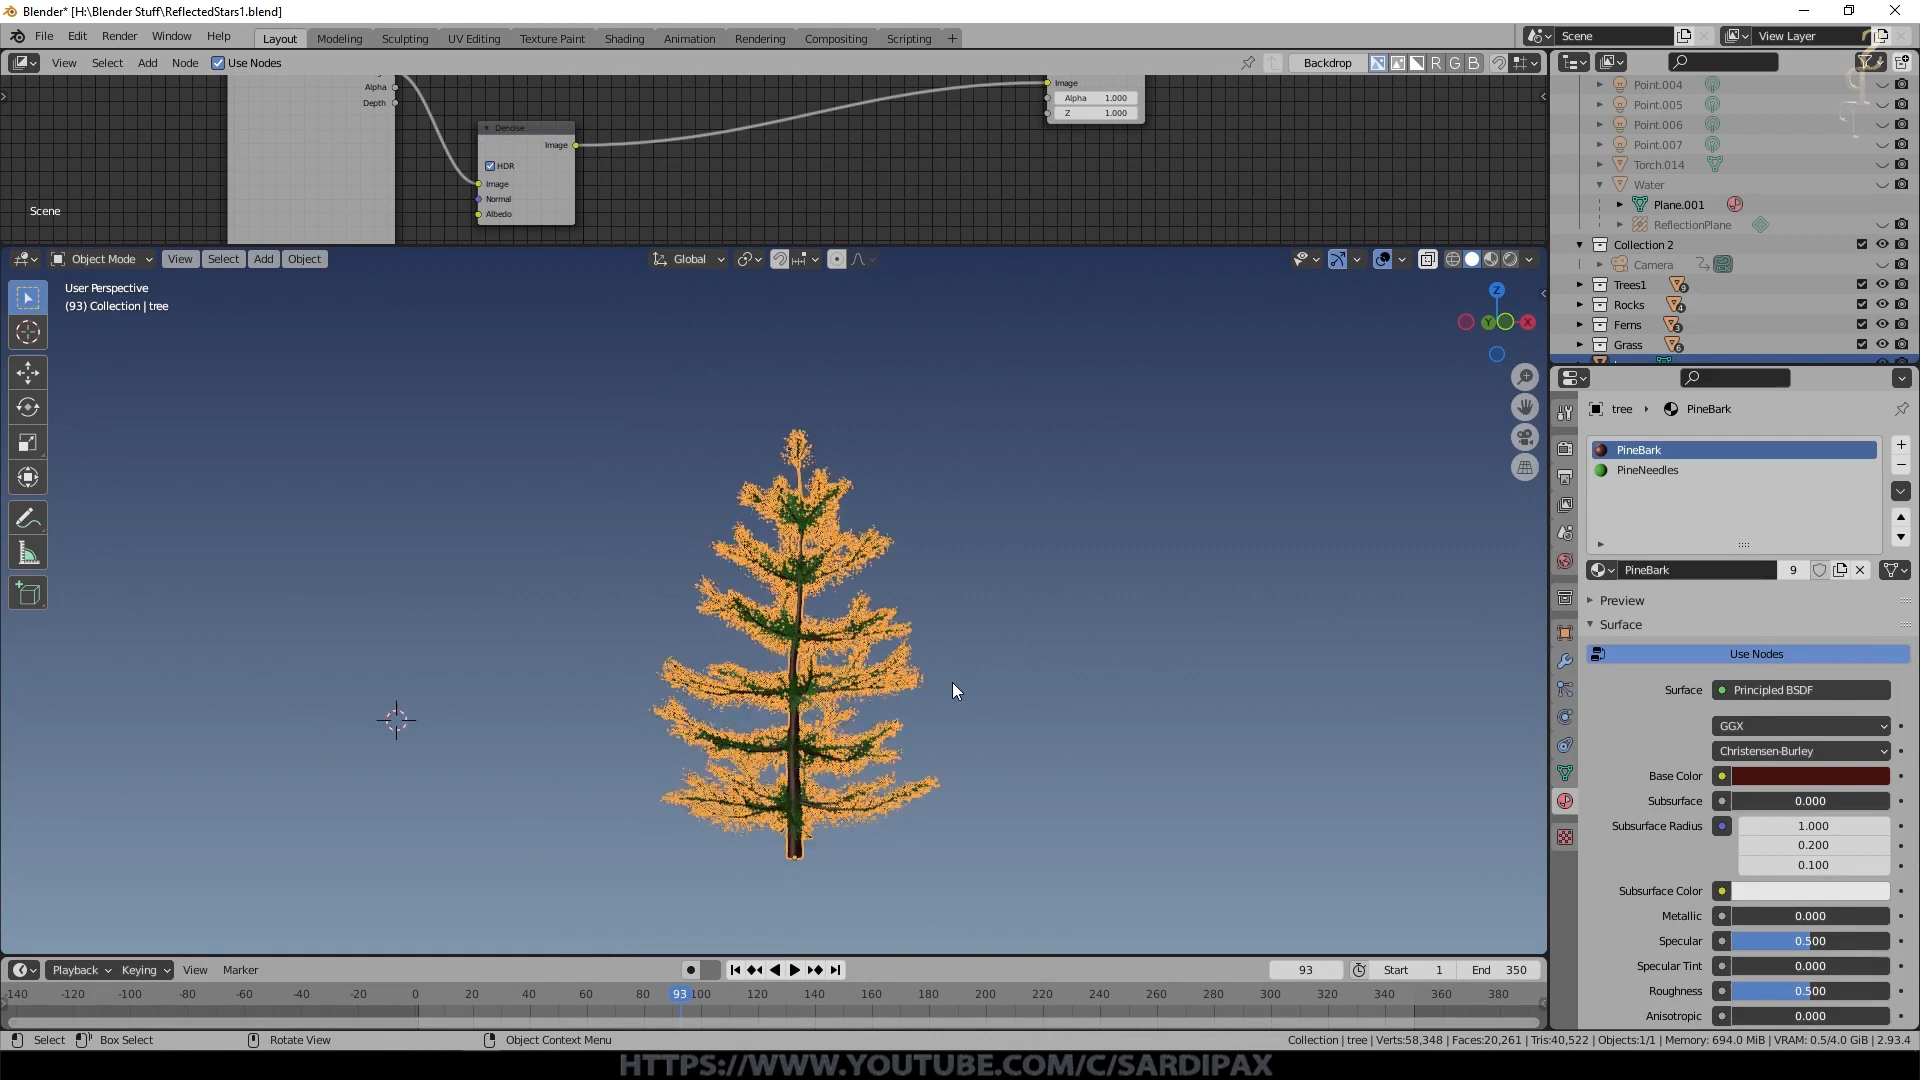 Blender* [H:\Blender Stuff\ReflectedStars1.blend]
File Edit Render Window Help Layout Modeling Sculpting UV Editing Texture Paint Shading Animation Rendering Compositing Scripting Scene View Layer
View Select Add Node Use Nodes Backdrop R G B
Alpha
Depth
Denoise
Image
HDR
Image
Normal
Albedo
Image
Alpha 1.000
Z 1.000
Scene
Point.004
Point.005
Point.006
Point.007
Torch.014
Water
Plane.001
ReflectionPlane
Collection 2
Camera
Trees1 9
Rocks 4
Ferns 3
Grass 6
Object Mode View Select Add Object Global
User Perspective
(93) Collection | tree
Z
Y X
tree PineBark
PineBark
PineNeedles
PineBark 9
Preview
Surface
Use Nodes
Surface Principled BSDF
GGX
Christensen-Burley
Base Color
Subsurface 0.000
Subsurface Radius 1.000
0.200
0.100
Subsurface Color
Metallic 0.000
Specular 0.500
Specular Tint 0.000
Roughness 0.500
Anisotropic 0.000
Playback Keying View Marker 93 Start 1 End 350
-140 -120 -100 -80 -60 -40 -20 0 20 40 60 80 93 100 120 140 160 180 200 220 240 260 280 300 320 340 360 380
Select Box Select Rotate View Object Context Menu Collection | tree | Verts:58,348 | Faces:20,261 | Tris:40,522 | Objects:1/1 | Memory: 694.0 MiB | VRAM: 0.5/4.0 GiB | 2.93.4
HTTPS://WWW.YOUTUBE.COM/C/SARDIPAX